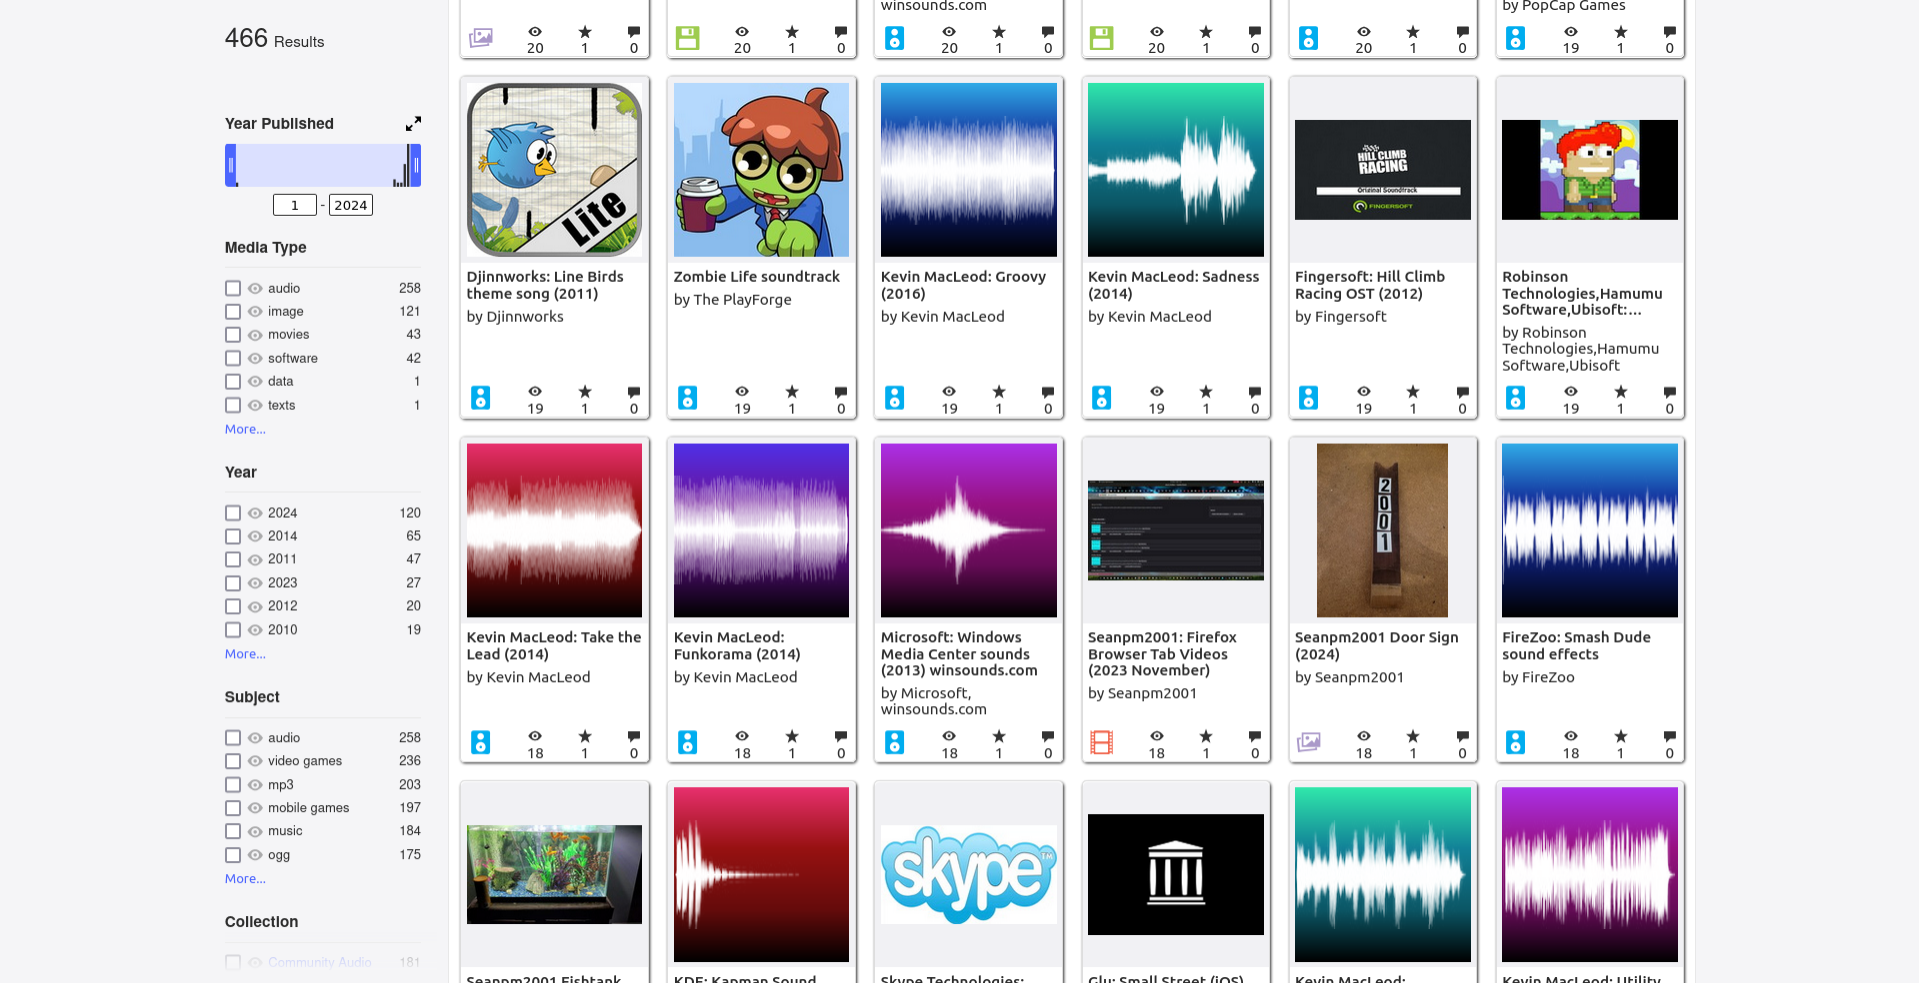 466 Results
Year Published
1 - 2024
Media Type
audio 258
image 121
movies 43
software 42
data 1
texts 1
More...
Year
2024 120
2014 65
2011 47
2023 27
2012 20
2010 19
More...
Subject
audio 258
video games 236
mp3 203
mobile games 197
music 184
ogg 175
More...
Collection
Community Audio 181
winsounds.com
by PopCap Games
20 1 0
20 1 0
20 1 0
20 1 0
20 1 0
19 1 0
Lite
Djinnworks: Line Birds
theme song (2011)
by Djinnworks
19 1 0
Zombie Life soundtrack
by The PlayForge
19 1 0
Kevin MacLeod: Groovy
(2016)
by Kevin MacLeod
19 1 0
Kevin MacLeod: Sadness
(2014)
by Kevin MacLeod
19 1 0
HILL CLIMB
RACING
Original Soundtrack
FINGERSOFT
Fingersoft: Hill Climb
Racing OST (2012)
by Fingersoft
19 1 0
Robinson
Technologies,Hamumu
Software,Ubisoft:...
by Robinson
Technologies,Hamumu
Software,Ubisoft
19 1 0
Kevin MacLeod: Take the
Lead (2014)
by Kevin MacLeod
18 1 0
Kevin MacLeod:
Funkorama (2014)
by Kevin MacLeod
18 1 0
Microsoft: Windows
Media Center sounds
(2013) winsounds.com
by Microsoft,
winsounds.com
18 1 0
Seanpm2001: Firefox
Browser Tab Videos
(2023 November)
by Seanpm2001
18 1 0
2001
Seanpm2001 Door Sign
(2024)
by Seanpm2001
18 1 0
FireZoo: Smash Dude
sound effects
by FireZoo
18 1 0
Seanpm2001 Fishtank
KDE: Kapman Sound
skype™
Skype Technologies:
Glu: Small Street (iOS)
Kevin MacLeod:
Kevin MacLeod: Utility